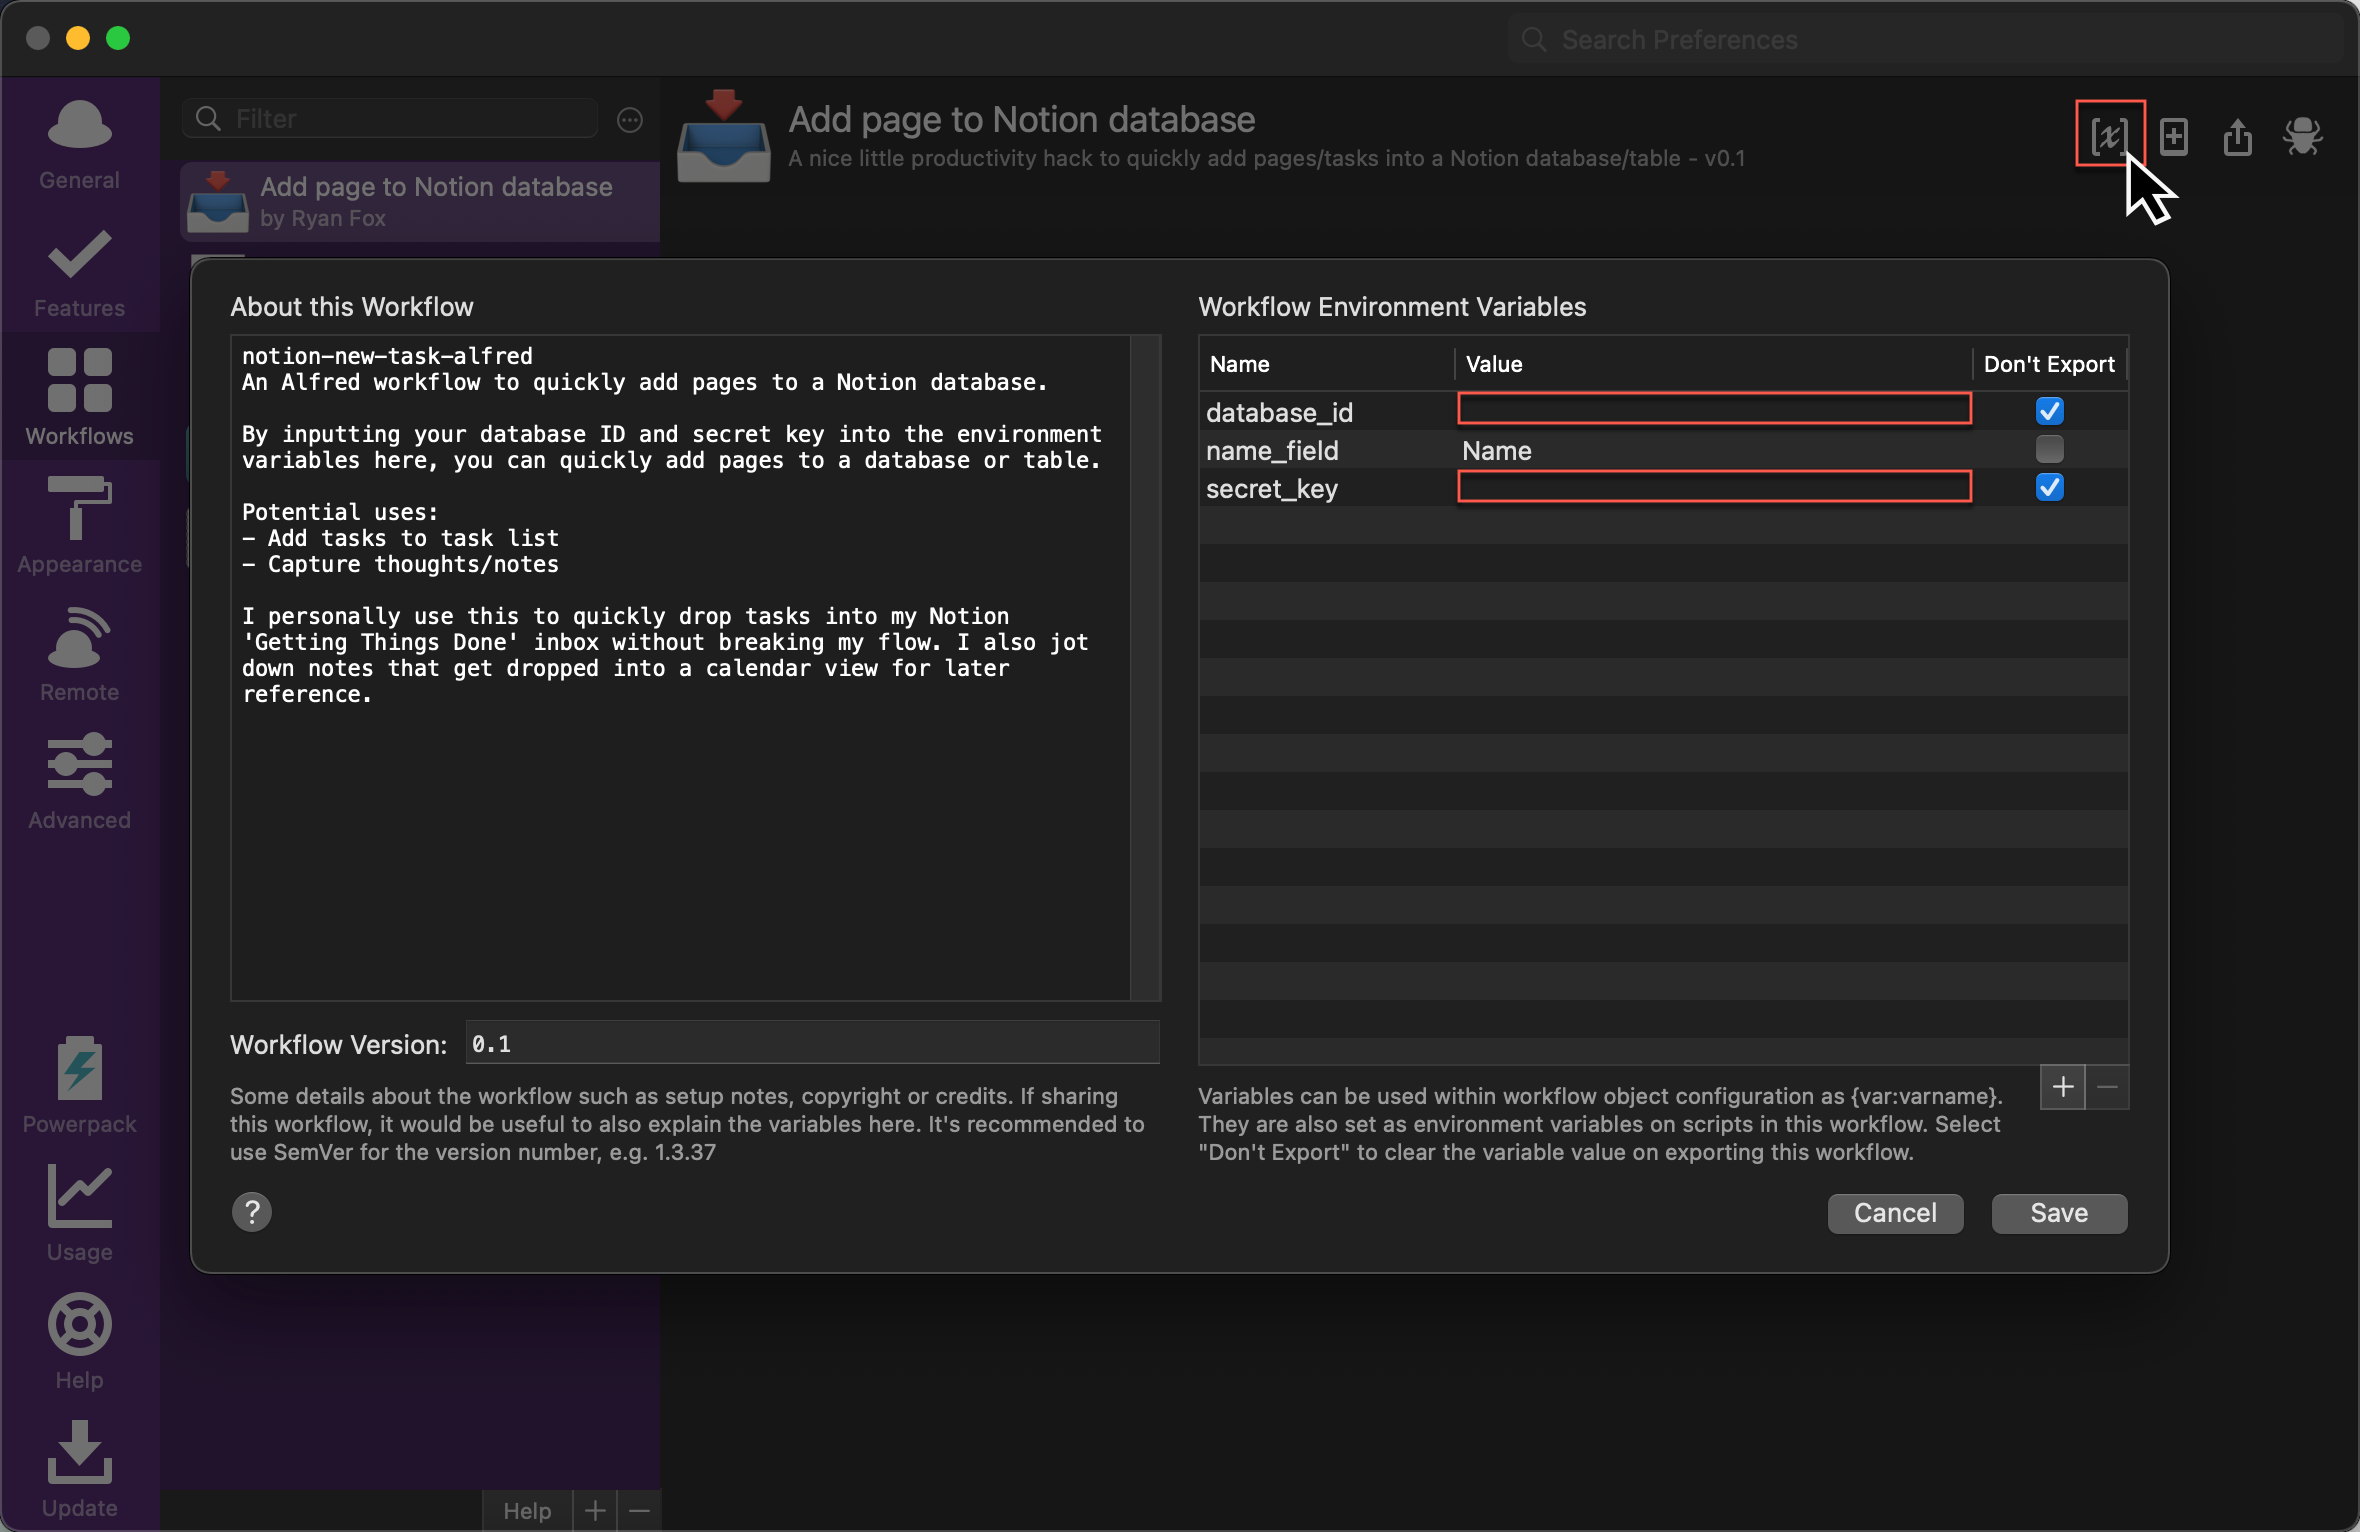 Search Preferences
Filter
Add page to Notion database
A nice little productivity hack to quickly add pages/tasks into a Notion database/table - v0.1
Add page to Notion database
by Ryan Fox
General
Features
Workflows
Appearance
Remote
Advanced
Powerpack
Usage
Help
Update
About this Workflow
notion-new-task-alfred
An Alfred workflow to quickly add pages to a Notion database.
By inputting your database ID and secret key into the environment
variables here, you can quickly add pages to a database or table.
Potential uses:
- Add tasks to task list
- Capture thoughts/notes
I personally use this to quickly drop tasks into my Notion
'Getting Things Done' inbox without breaking my flow. I also jot
down notes that get dropped into a calendar view for later
reference.
Workflow Version: 0.1
Some details about the workflow such as setup notes, copyright or credits. If sharing
this workflow, it would be useful to also explain the variables here. It's recommended to
use SemVer for the version number, e.g. 1.3.37
?
Workflow Environment Variables
Name Value Don't Export
database_id
name_field Name
secret_key
Variables can be used within workflow object configuration as {var:varname}.
They are also set as environment variables on scripts in this workflow. Select
"Don't Export" to clear the variable value on exporting this workflow.
Cancel Save
Help